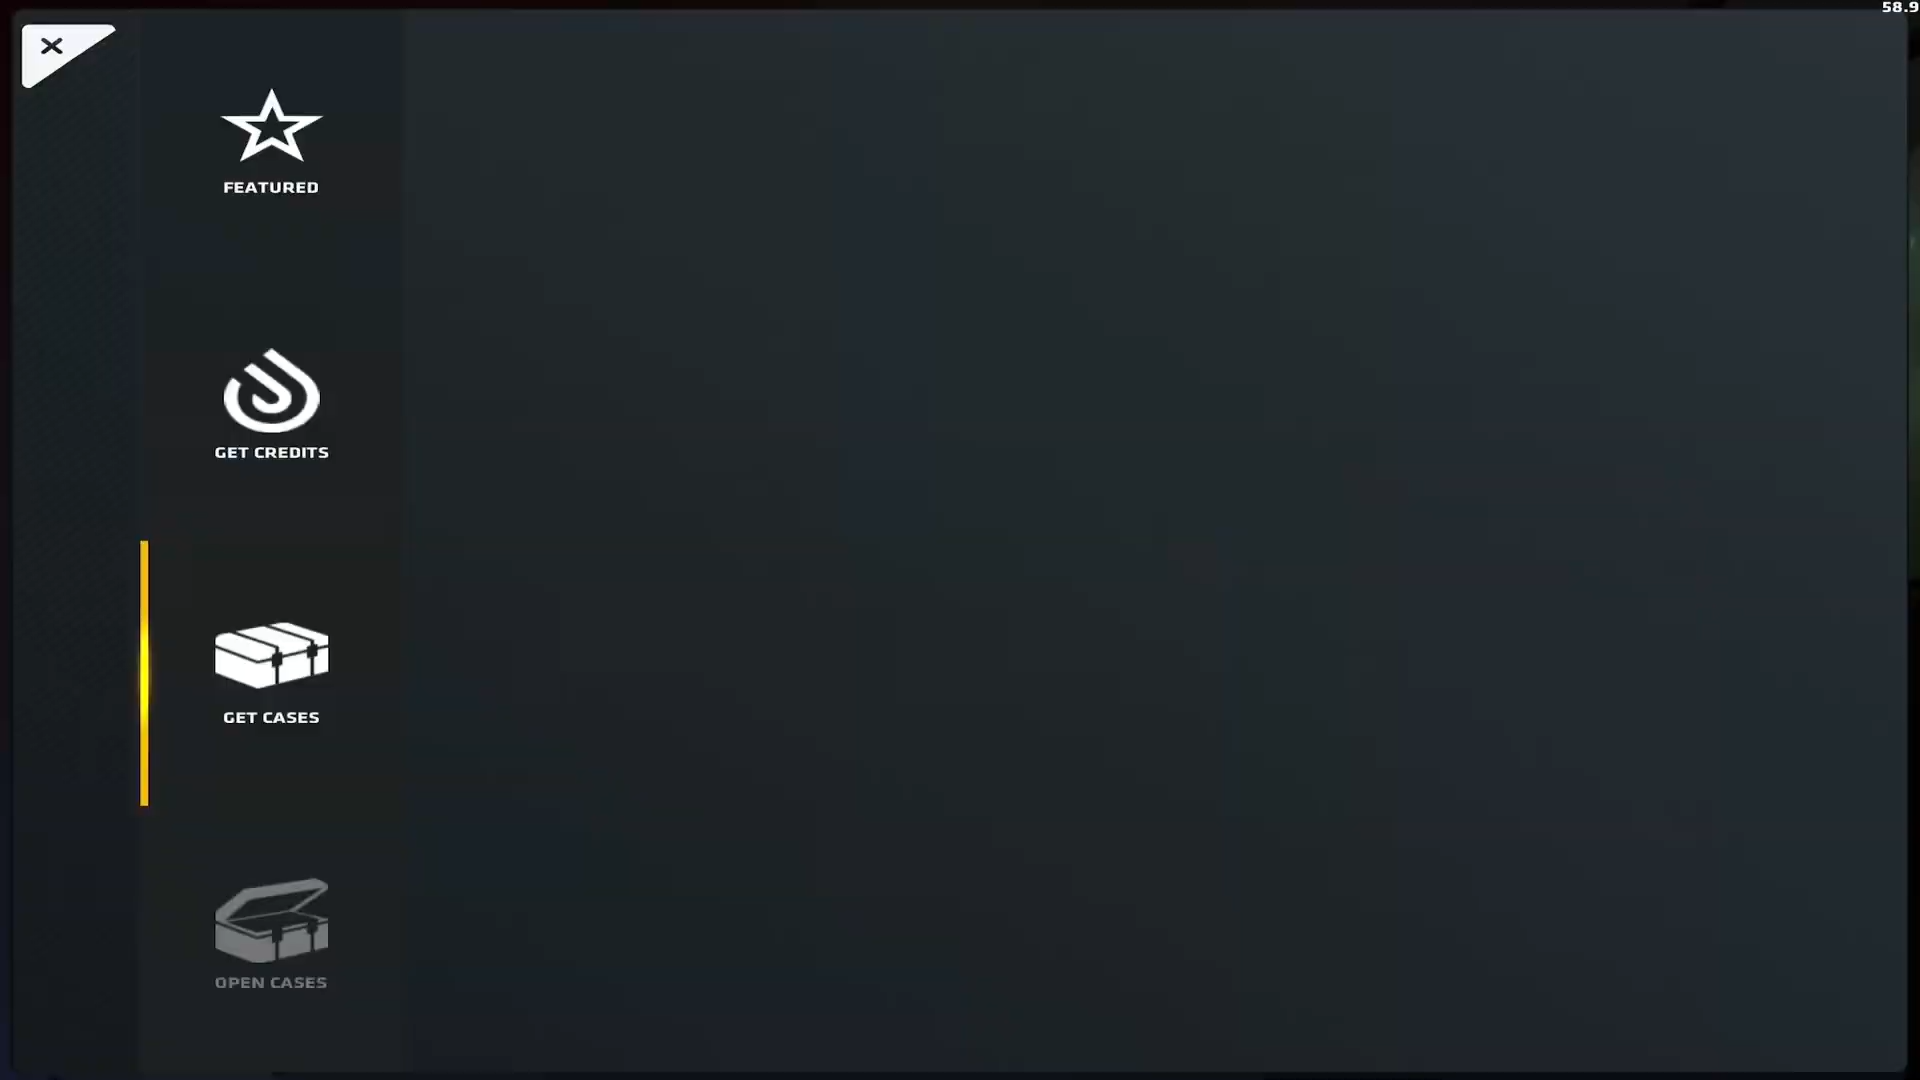 58.9
FEATURED
GET CREDITS
GET CASES
OPEN CASES